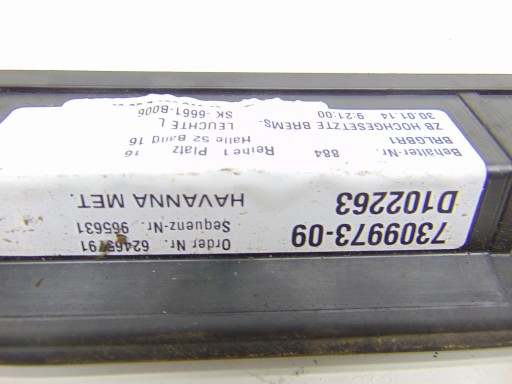 7309973-09
Order Nr. 62465791
D102263
Sequenz-Nr. 965631
HAVANNA MET.
Behälter-Nr. 884 Reihe 1 Platz 16
BRLGBR1 Halle 52 Band 16
ZB HOCHGESETZTE BREMS- LEUCHTE L
30.01.14 9:21:00 SK-6661-B006